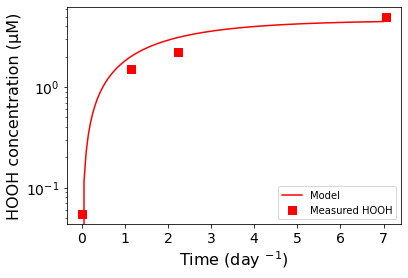 HOOH concentration (μM)
10⁰
10⁻¹
Model
Measured HOOH
0 1 2 3 4 5 6 7
Time (day ⁻¹)